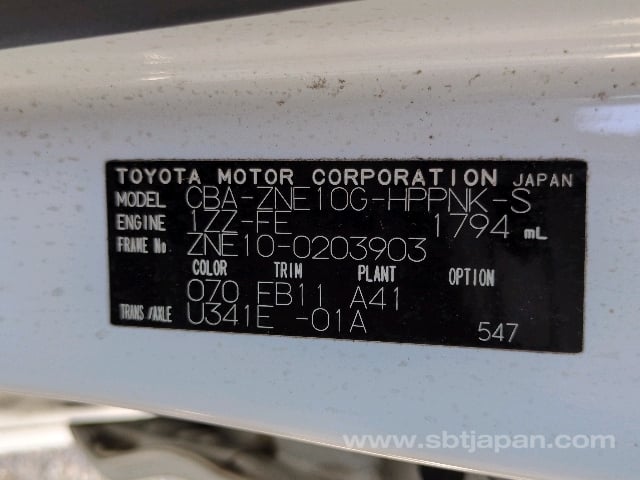 TOYOTA MOTOR CORPORATION JAPAN
MODEL CBA-ZNE10G-HPPNK-S
ENGINE 1ZZ-FE 1794 mL
FRAME No. ZNE10-0203903
COLOR TRIM PLANT OPTION
070 FB11 A41
TRANS/AXLE U341E -01A 547
www.sbtjapan.com